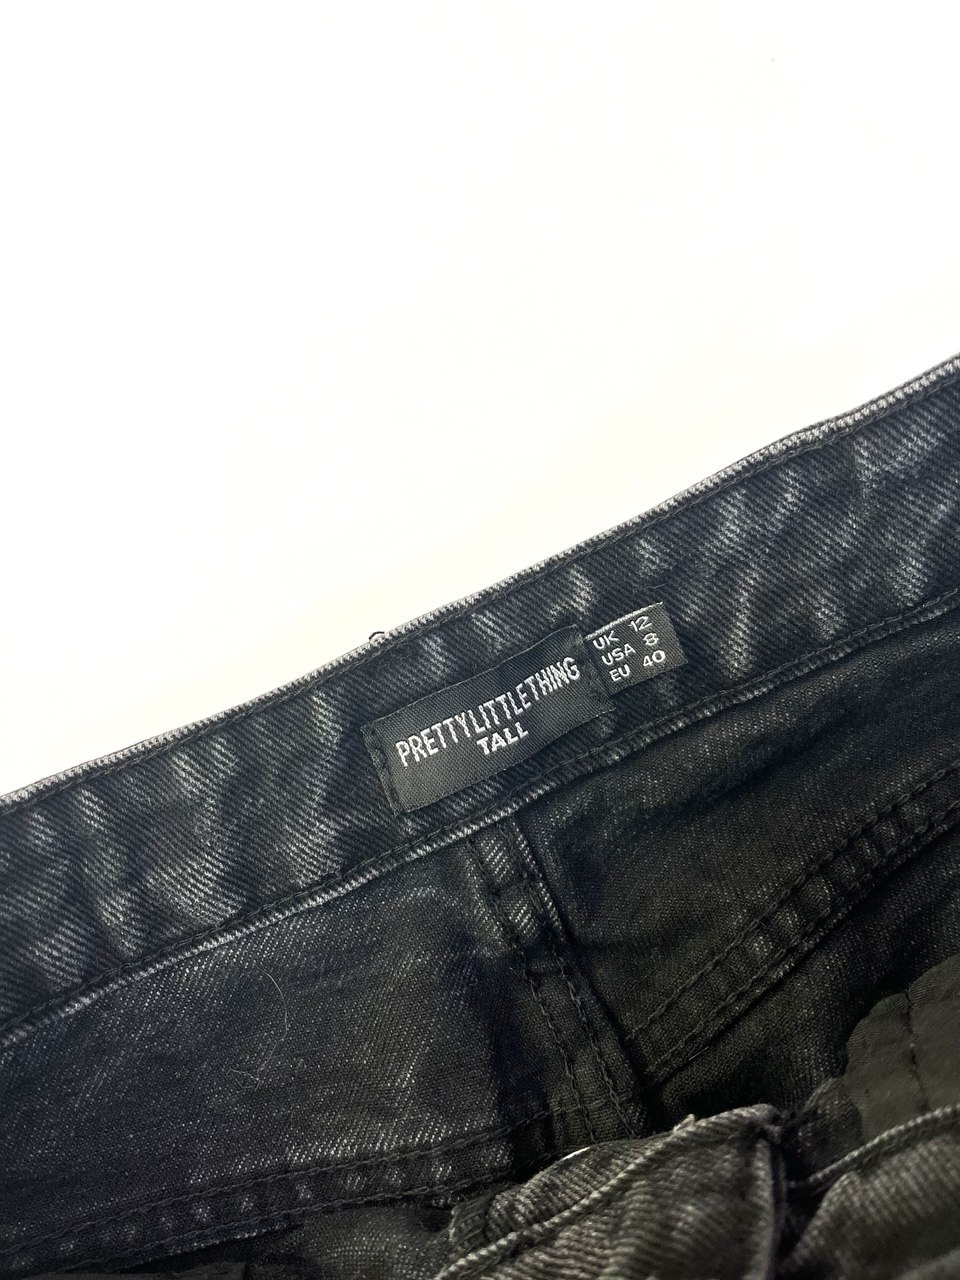 PRETTYLITTLETHING
TALL
UK 12
USA 8
EU 40